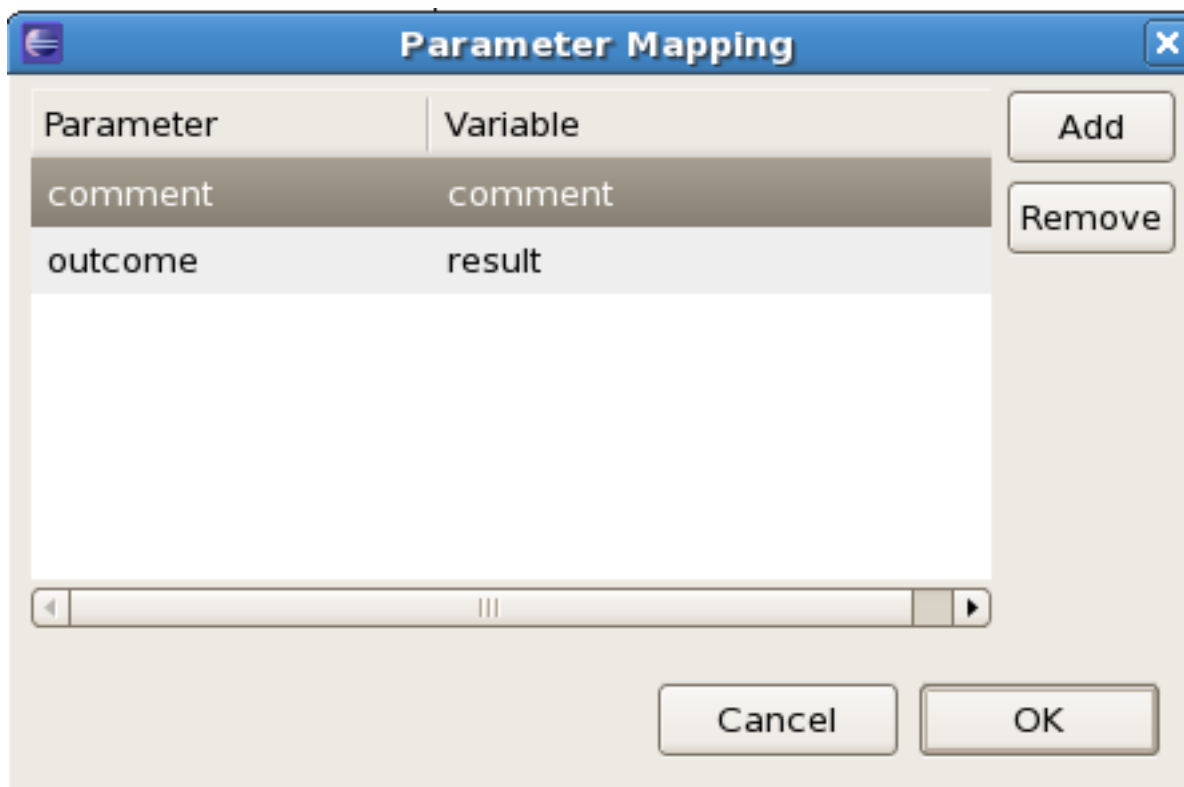 Parameter Mapping
Parameter Variable Add
comment comment
Remove
outcome result
Cancel OK